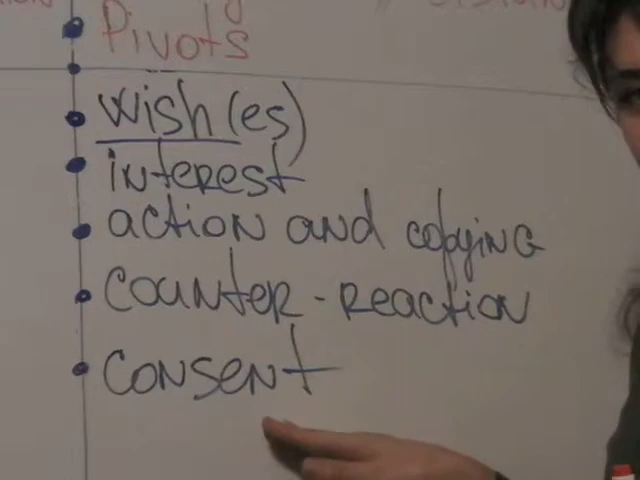 Pivots
wish(es)
interest
action and copying
counter-reaction
consent